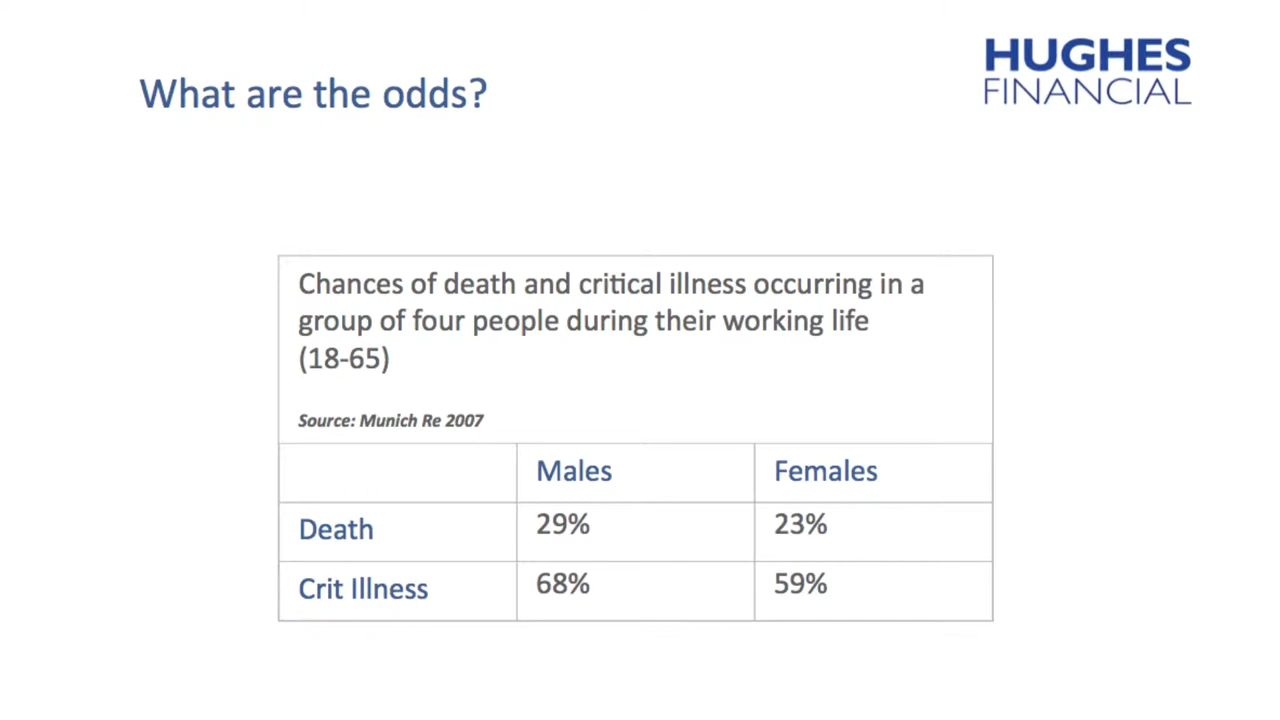 HUGHES
FINANCIAL
What are the odds?
Chances of death and critical illness occurring in a
group of four people during their working life
(18-65)
Source: Munich Re 2007
Males Females
Death 29% 23%
Crit Illness 68% 59%